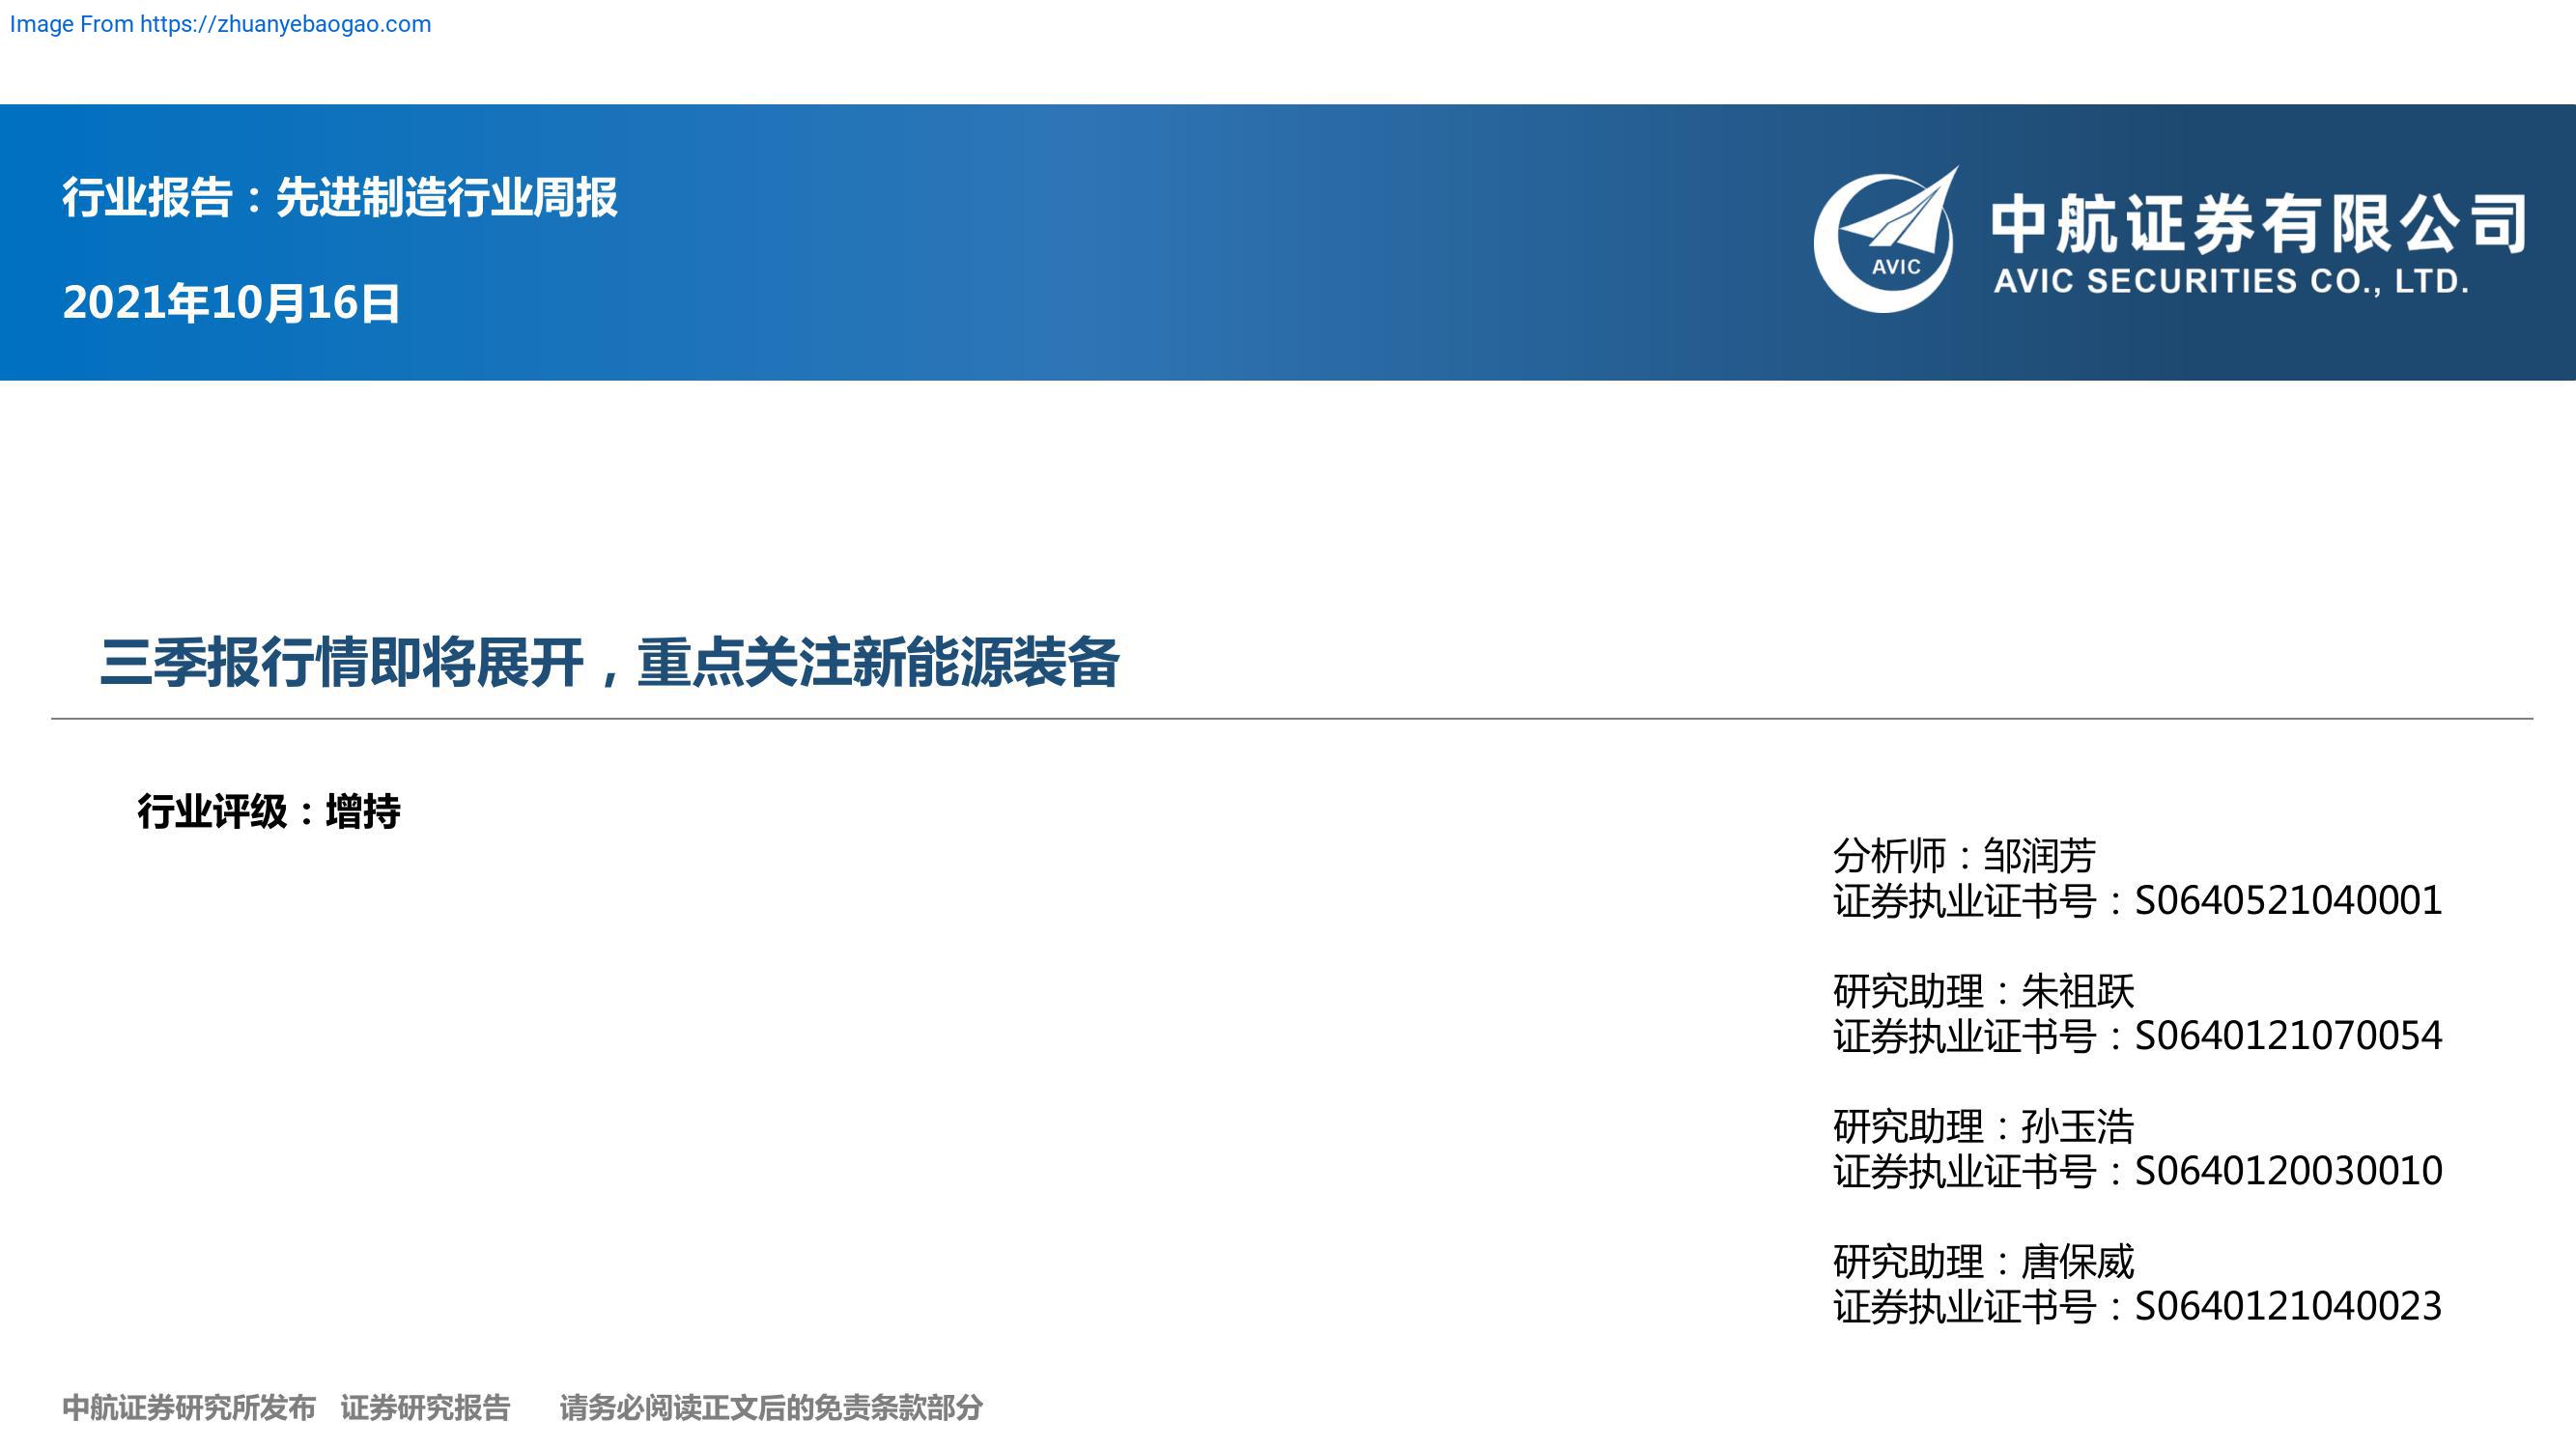 Image From https://zhuanyebaogao.com
行业报告：先进制造行业周报
2021年10月16日
AVIC
中航证券有限公司
AVIC SECURITIES CO., LTD.
三季报行情即将展开，重点关注新能源装备
行业评级：增持
分析师：邹润芳
证券执业证书号：S0640521040001
研究助理：朱祖跃
证券执业证书号：S0640121070054
研究助理：孙玉浩
证券执业证书号：S0640120030010
研究助理：唐保威
证券执业证书号：S0640121040023
中航证券研究所发布 证券研究报告 请务必阅读正文后的免责条款部分